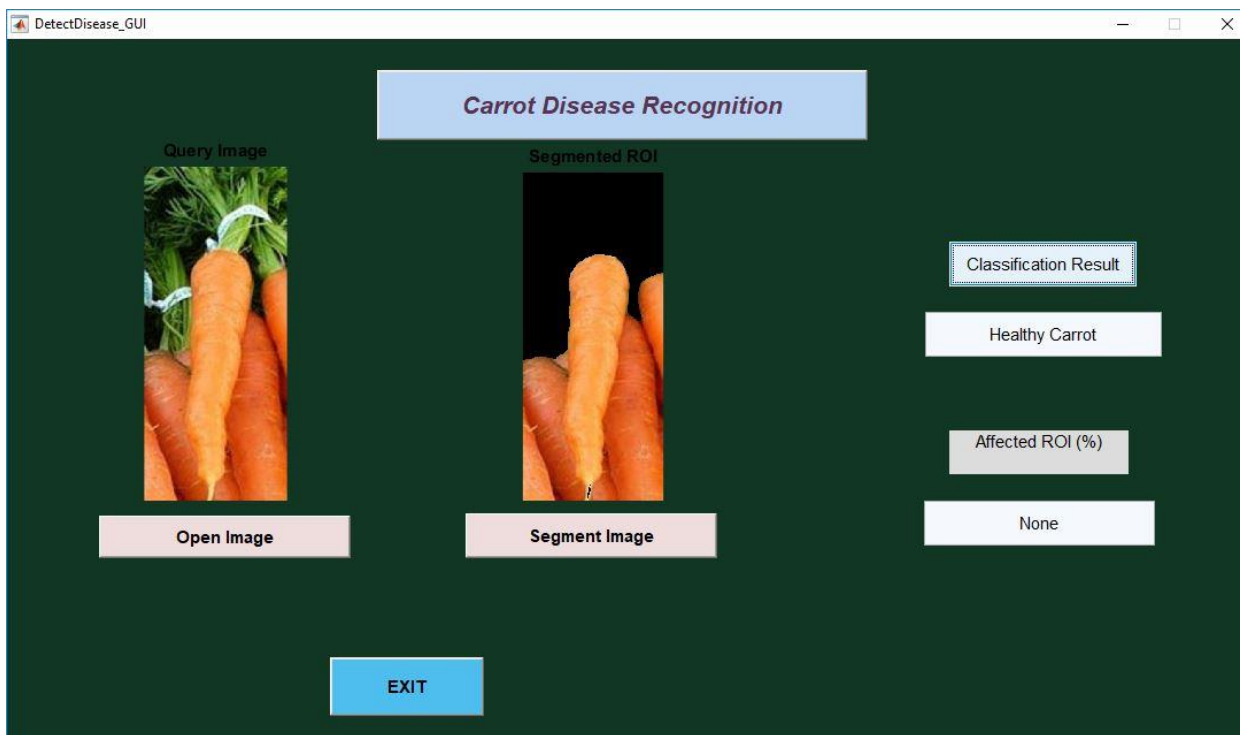 DetectDisease_GUI
Carrot Disease Recognition
Query Image
Segmented ROI
Classification Result
Healthy Carrot
Affected ROI (%)
None
Open Image
Segment Image
EXIT